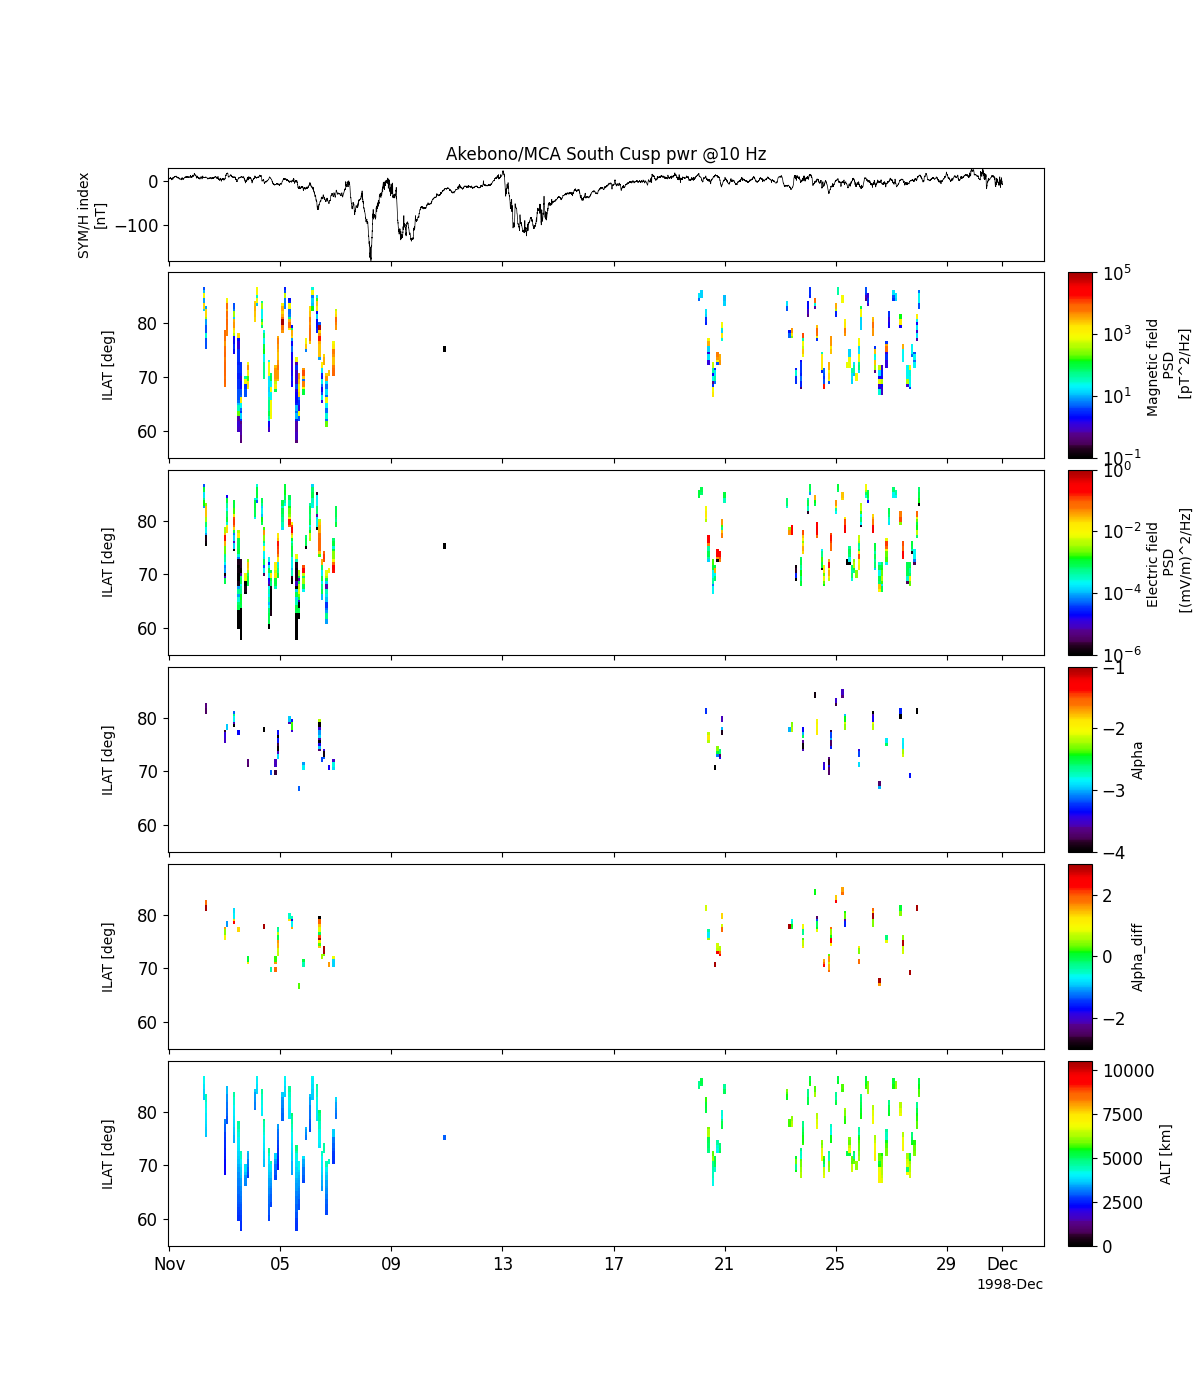 Akebono/MCA South Cusp pwr @10 Hz
SYM/H index
[nT]
0
−100
ILAT [deg]
80
70
60
10^5
10^3
10^1
10^−1
Magnetic field
PSD
[pT^2/Hz]
ILAT [deg]
80
70
60
10^0
10^−2
10^−4
10^−6
Electric field
PSD
[(mV/m)^2/Hz]
ILAT [deg]
80
70
60
−1
−2
−3
−4
Alpha
ILAT [deg]
80
70
60
2
0
−2
Alpha_diff
ILAT [deg]
80
70
60
10000
7500
5000
2500
0
ALT [km]
Nov 05 09 13 17 21 25 29 Dec
1998-Dec